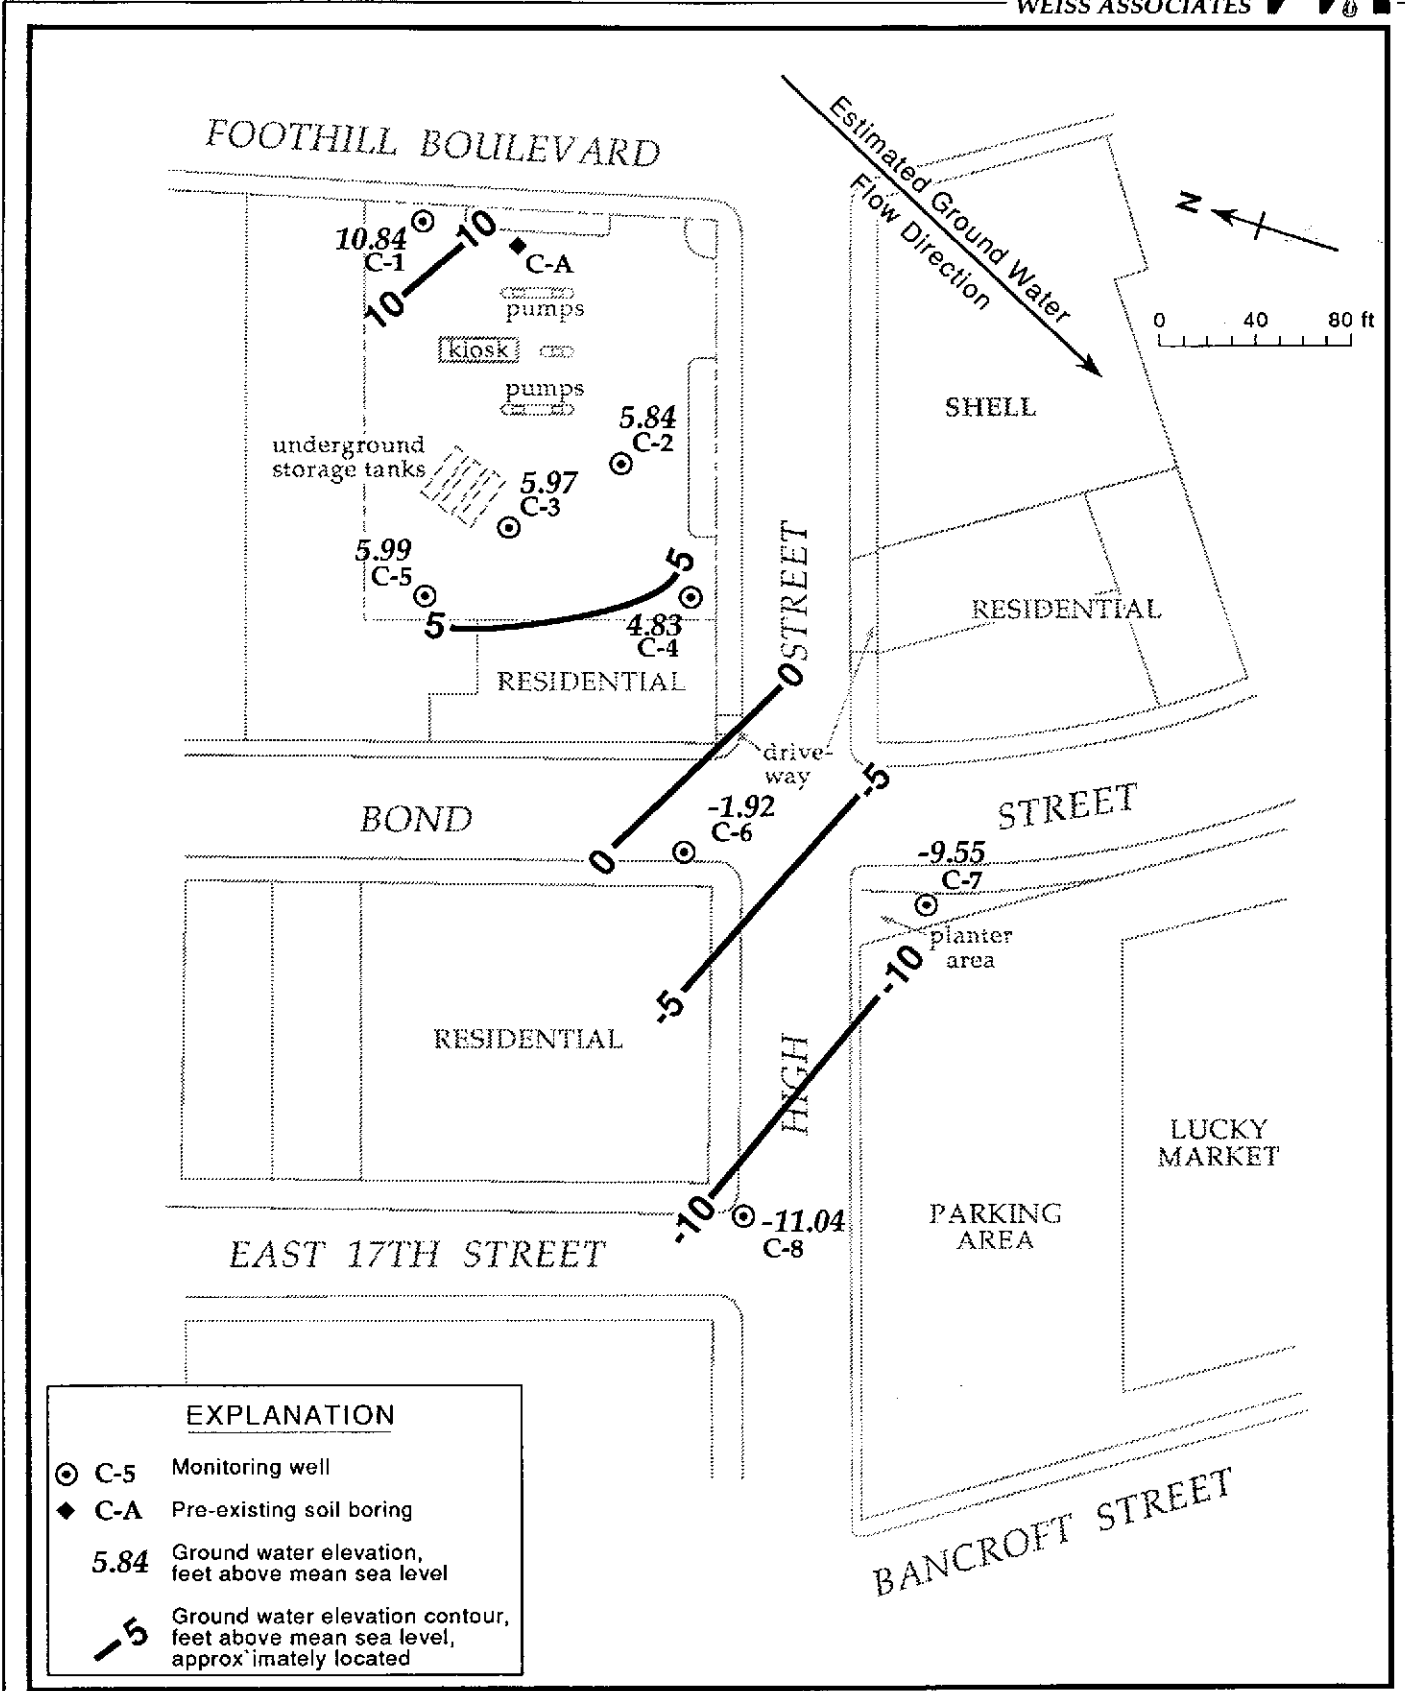 WEISS ASSOCIATES
FOOTHILL BOULEVARD
Estimated Ground Water
Flow Direction
N
0 40 80 ft
10.84
C-1
10
10
C-A
pumps
kiosk
pumps
SHELL
5.84
C-2
underground
storage tanks
5.97
C-3
5.99
C-5
5
5
4.83
C-4
STREET
RESIDENTIAL
RESIDENTIAL
0
0
drive-
way
BOND
-1.92
C-6
-5
-5
STREET
-9.55
C-7
planter
area
-10
-10
RESIDENTIAL
HIGH
LUCKY
MARKET
PARKING
AREA
-11.04
C-8
EAST 17TH STREET
BANCROFT STREET
EXPLANATION
C-5 Monitoring well
C-A Pre-existing soil boring
5.84 Ground water elevation,
feet above mean sea level
5 Ground water elevation contour,
feet above mean sea level,
approximately located